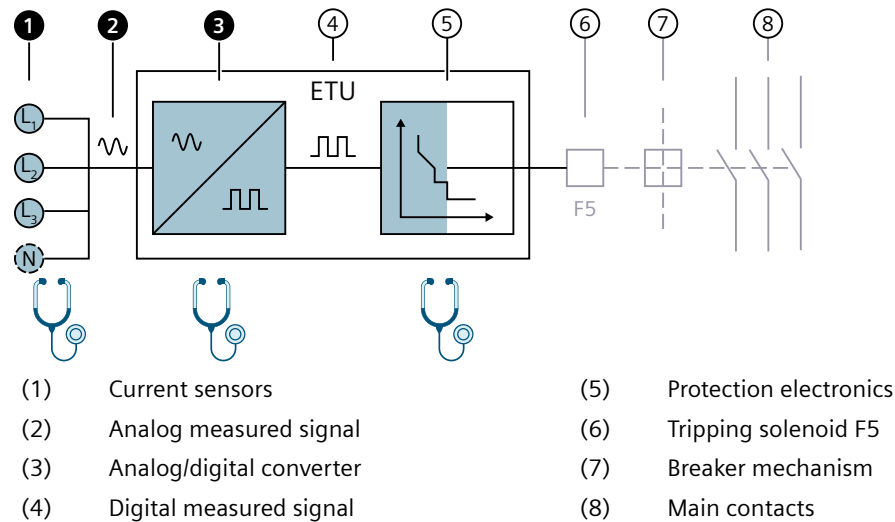 1 2 3 4 5 6 7 8
ETU
L1
L2
L3
N
F5
(1) Current sensors
(2) Analog measured signal
(3) Analog/digital converter
(4) Digital measured signal
(5) Protection electronics
(6) Tripping solenoid F5
(7) Breaker mechanism
(8) Main contacts